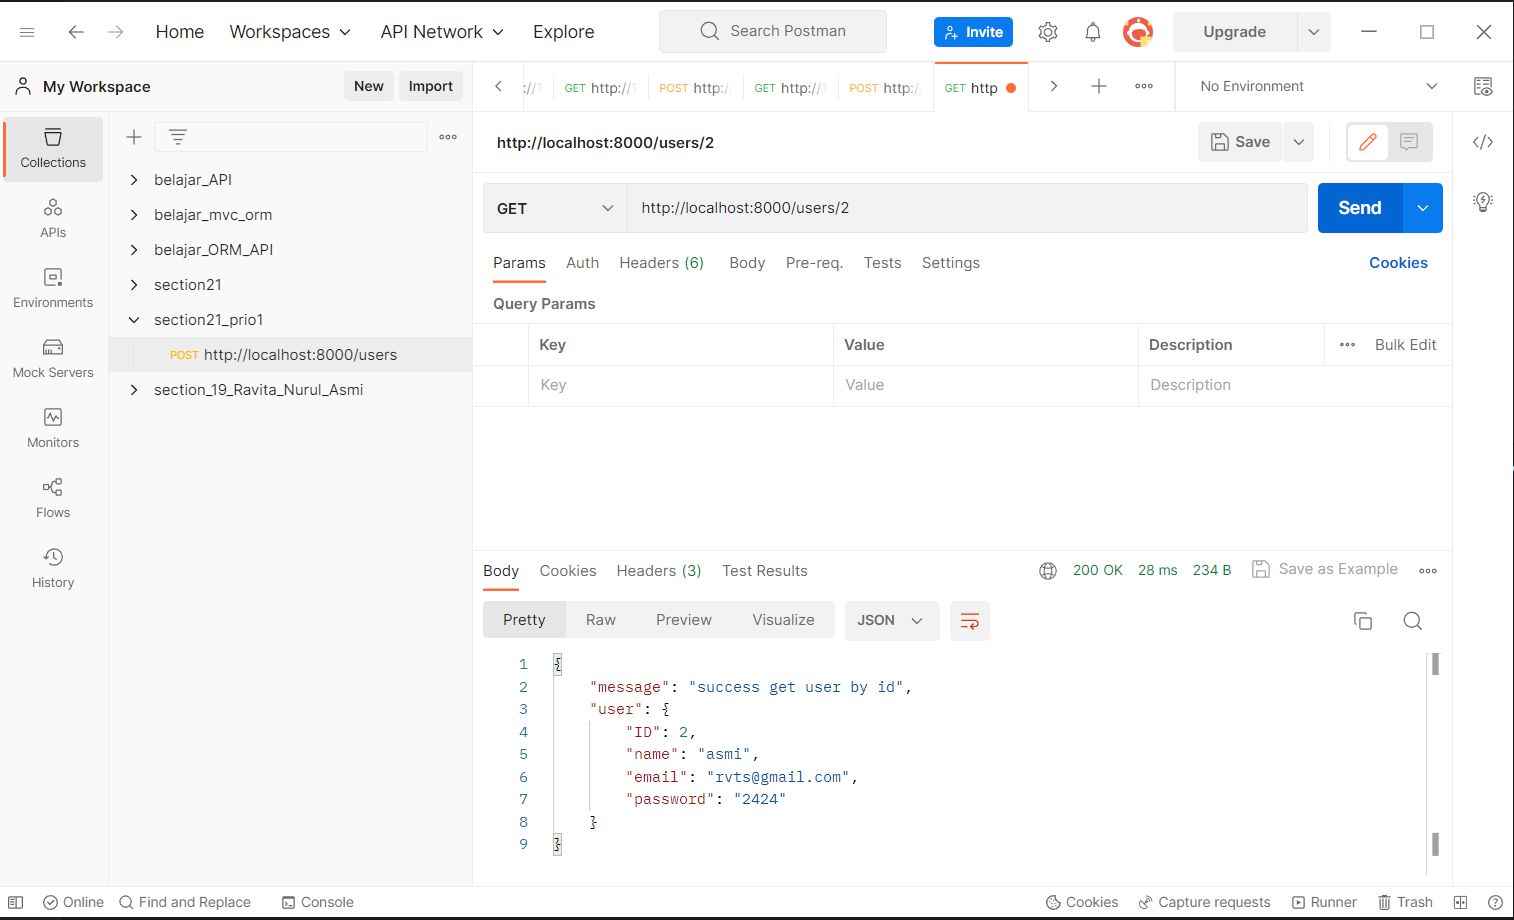 Home Workspaces API Network Explore Search Postman Invite Upgrade
My Workspace New Import
GET http://1 POST http:/ GET http://1 POST http:/ GET http No Environment
Collections
APIs
Environments
Mock Servers
Monitors
Flows
History
belajar_API
belajar_mvc_orm
belajar_ORM_API
section21
section21_prio1
POST http://localhost:8000/users
section_19_Ravita_Nurul_Asmi
http://localhost:8000/users/2 Save
GET http://localhost:8000/users/2 Send
Params Auth Headers (6) Body Pre-req. Tests Settings Cookies
Query Params
Key Value Description Bulk Edit
Key Value Description
Body Cookies Headers (3) Test Results 200 OK 28 ms 234 B Save as Example
Pretty Raw Preview Visualize JSON
1 {
2 "message": "success get user by id",
3 "user": {
4 "ID": 2,
5 "name": "asmi",
6 "email": "rvts@gmail.com",
7 "password": "2424"
8 }
9 }
Online Find and Replace Console Cookies Capture requests Runner Trash